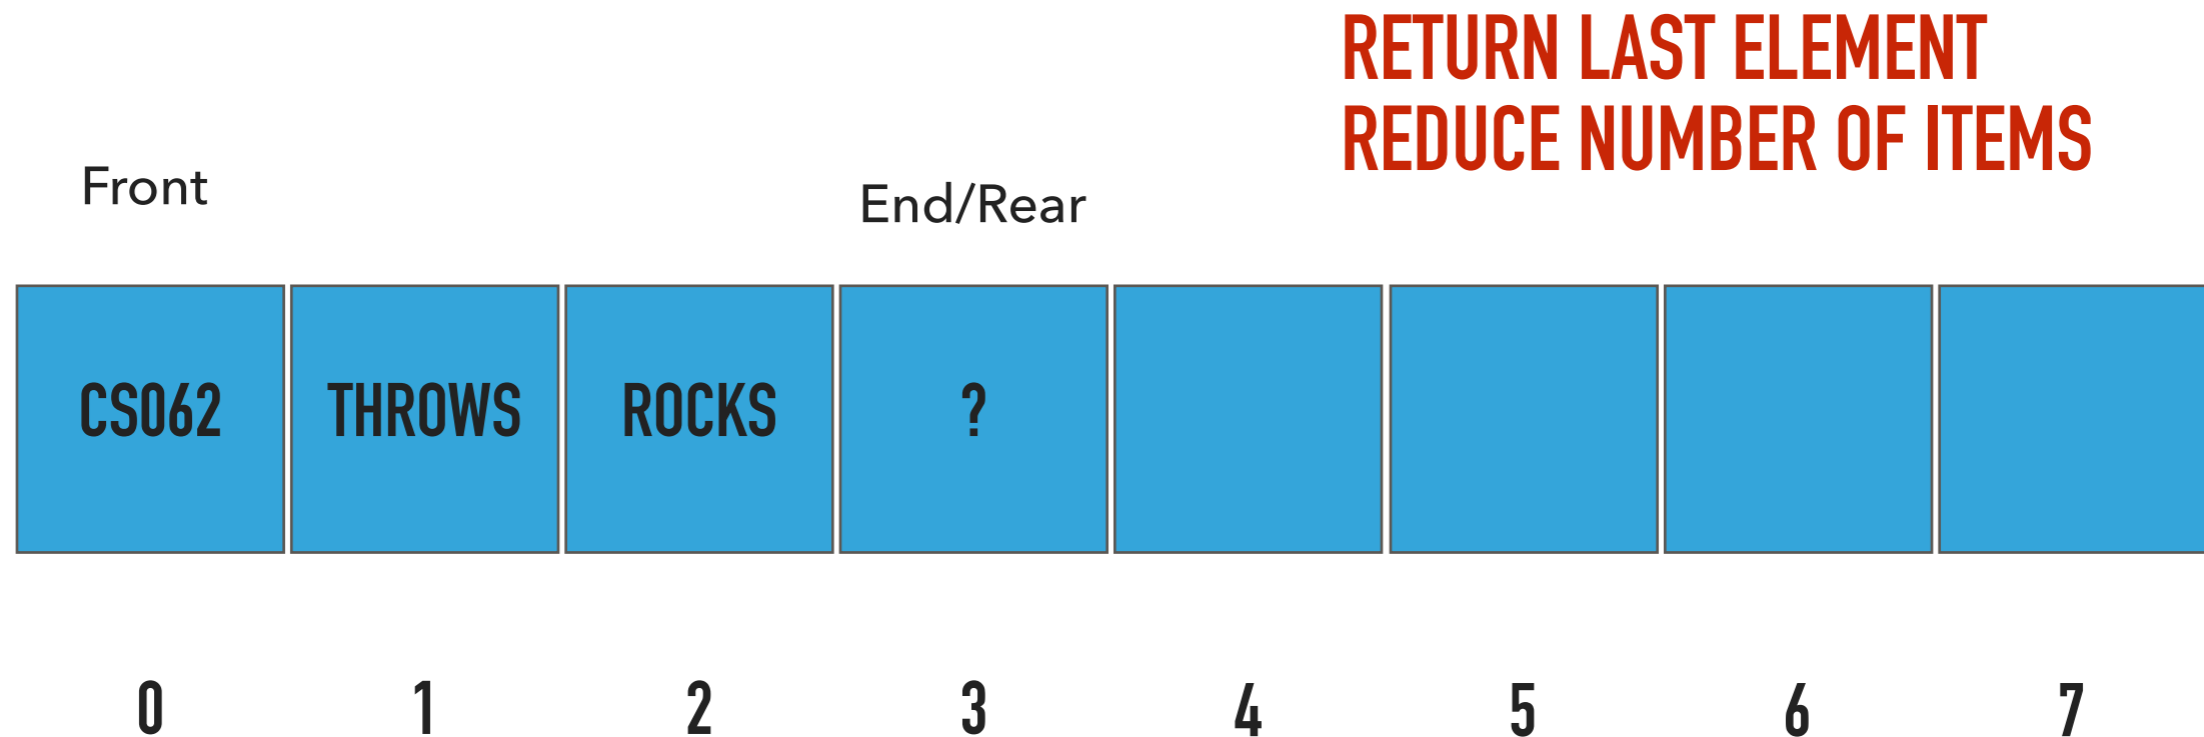 RETURN LAST ELEMENT
REDUCE NUMBER OF ITEMS
Front
End/Rear
CS062 THROWS ROCKS ?
0 1 2 3 4 5 6 7